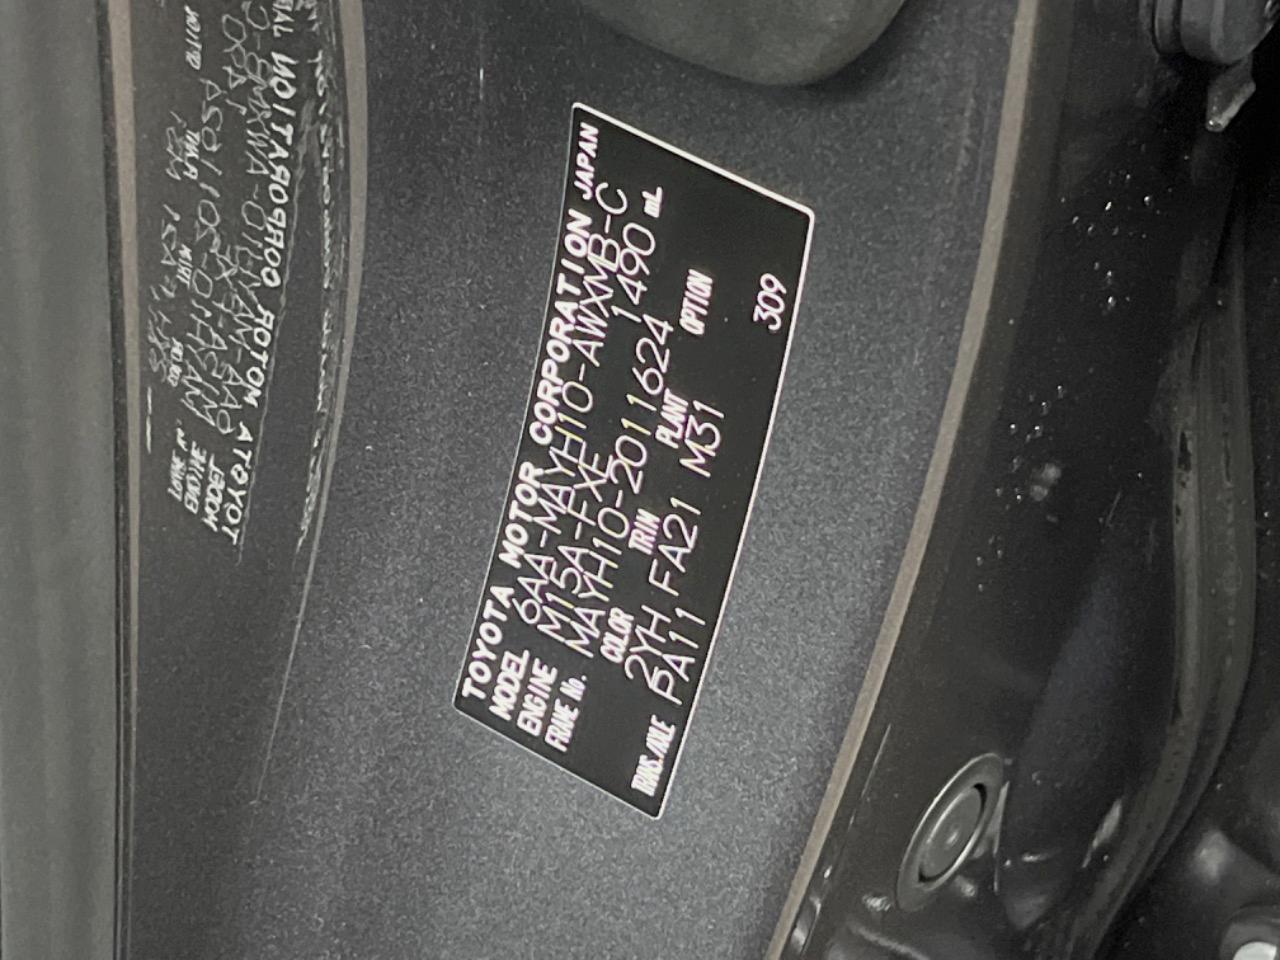 TOYOTA MOTOR CORPORATION JAPAN
MODEL 6AA-MAYH10-AWXMB-C
ENGINE M15A-FXE 1490 mL
FRAME No. MAYH10-2011624
COLOR TRIM PLANT OPTION
2YH FA21 M31
TRANS./AXLE PA11
309